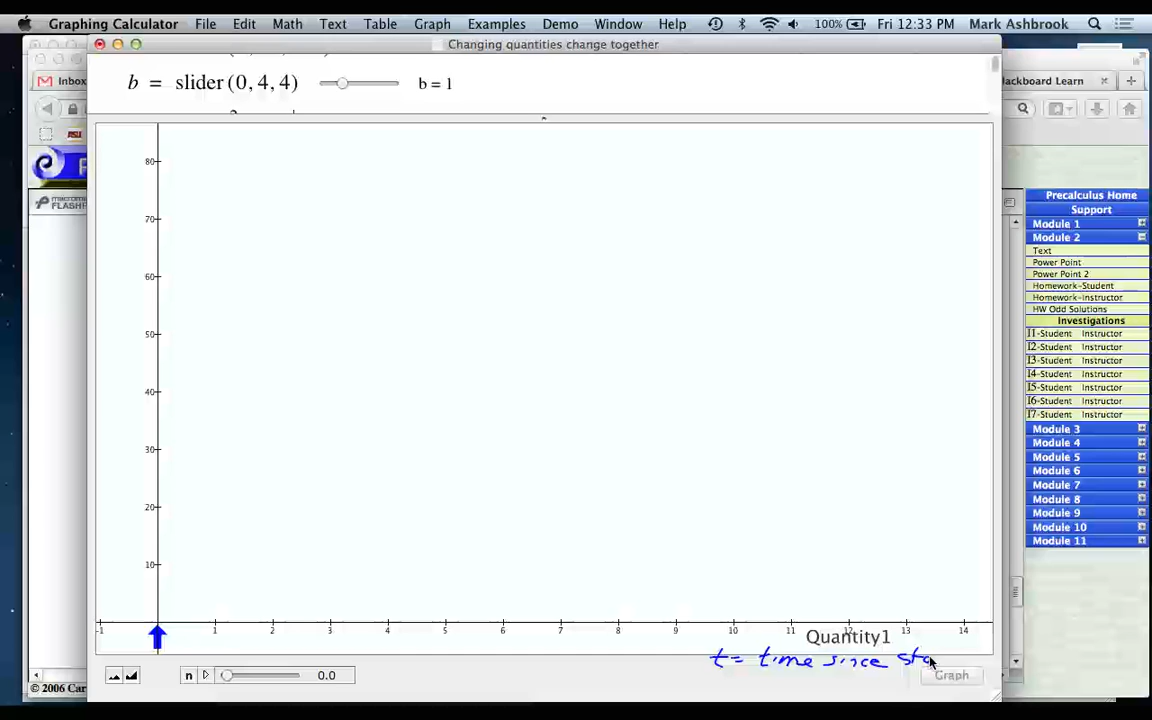 Graphing Calculator File Edit Math Text Table Graph Examples Demo Window Help 100% Fri 12:33 PM Mark Ashbrook
Changing quantities change together
b = slider (0, 4, 4) b = 1
Inbox
ackboard Learn
ASU
macrome
FLASH
80
70
60
50
40
30
20
10
-1 1 2 3 4 5 6 7 8 9 10 11 12 13 14
Quantity1
t = time since sta
n 0.0 Graph
© 2006 Car
Precalculus Home
Support
Module 1
Module 2
Text
Power Point
Power Point 2
Homework-Student
Homework-Instructor
HW Odd Solutions
Investigations
I1-Student Instructor
I2-Student Instructor
I3-Student Instructor
I4-Student Instructor
I5-Student Instructor
I6-Student Instructor
I7-Student Instructor
Module 3
Module 4
Module 5
Module 6
Module 7
Module 8
Module 9
Module 10
Module 11